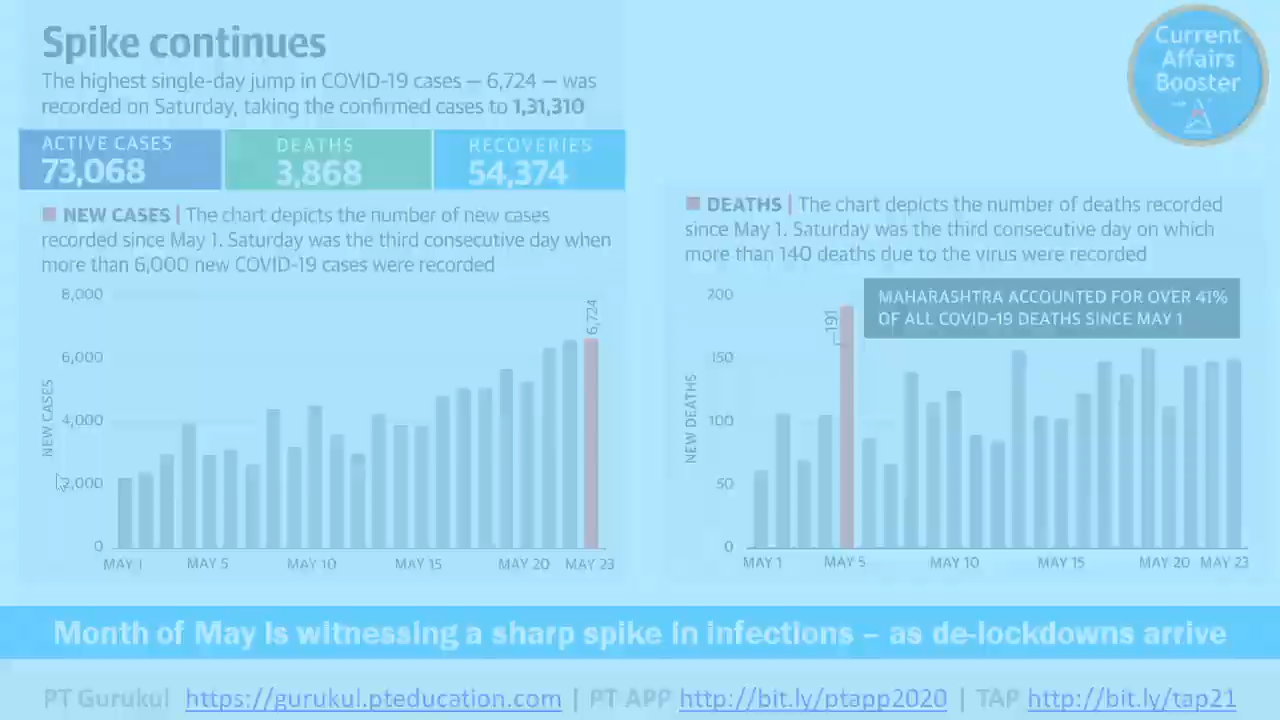 Spike continues
The highest single-day jump in COVID-19 cases — 6,724 — was
recorded on Saturday, taking the confirmed cases to 1,31,310
ACTIVE CASES
73,068
DEATHS
3,868
RECOVERIES
54,374
NEW CASES | The chart depicts the number of new cases
recorded since May 1. Saturday was the third consecutive day when
more than 6,000 new COVID-19 cases were recorded
8,000
6,000
4,000
2,000
0
NEW CASES
6,724
MAY 1 MAY 5 MAY 10 MAY 15 MAY 20 MAY 23
Current
Affairs
Booster
DEATHS | The chart depicts the number of deaths recorded
since May 1. Saturday was the third consecutive day on which
more than 140 deaths due to the virus were recorded
200
150
100
50
0
NEW DEATHS
191
MAHARASHTRA ACCOUNTED FOR OVER 41%
OF ALL COVID-19 DEATHS SINCE MAY 1
MAY 1 MAY 5 MAY 10 MAY 15 MAY 20 MAY 23
Month of May is witnessing a sharp spike in infections – as de-lockdowns arrive
PT Gurukul https://gurukul.pteducation.com | PT APP http://bit.ly/ptapp2020 | TAP http://bit.ly/tap21